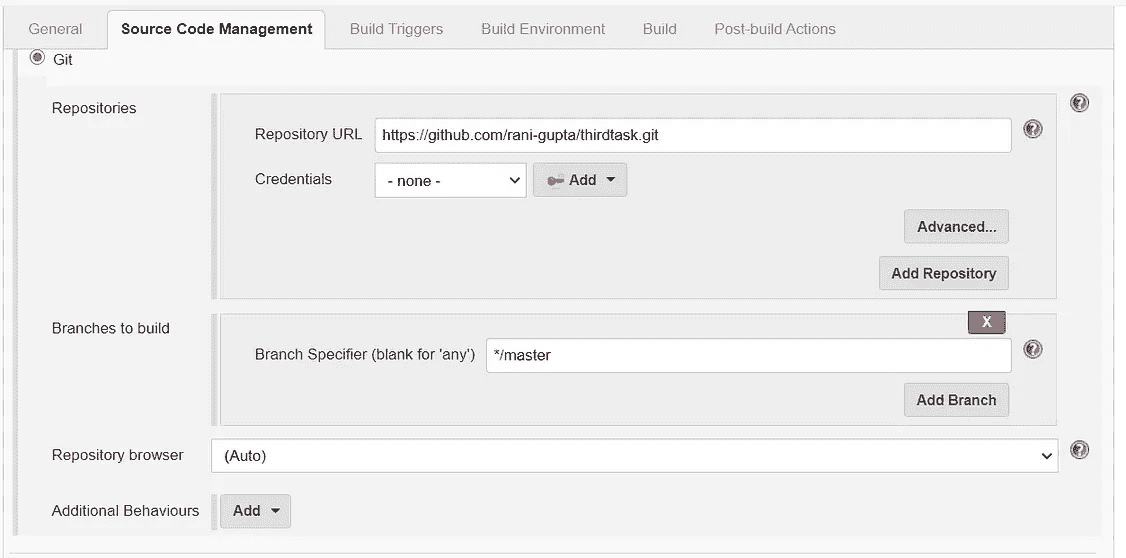 General Source Code Management Build Triggers Build Environment Build Post-build Actions
Git
Repositories
Repository URL https://github.com/rani-gupta/thirdtask.git
Credentials - none - Add
Advanced...
Add Repository
X
Branches to build
Branch Specifier (blank for 'any') */master
Add Branch
Repository browser (Auto)
Additional Behaviours Add